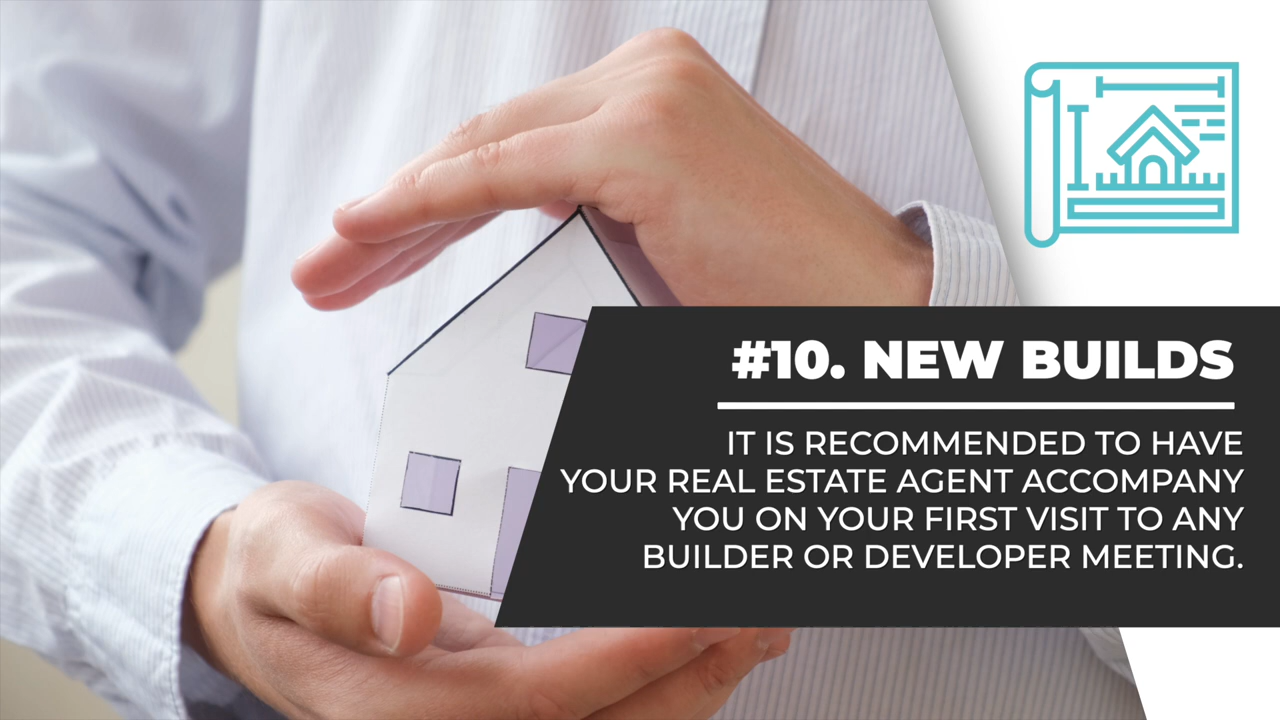 #10. NEW BUILDS
IT IS RECOMMENDED TO HAVE
YOUR REAL ESTATE AGENT ACCOMPANY
YOU ON YOUR FIRST VISIT TO ANY
BUILDER OR DEVELOPER MEETING.